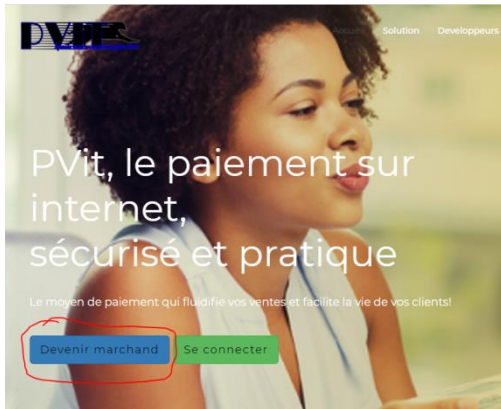 PVit
Accueil Solution Developpeurs
PVit, le paiement sur
internet,
sécurisé et pratique
Le moyen de paiement qui fluidifie vos ventes et facilite la vie de vos clients!
Devenir marchand Se connecter